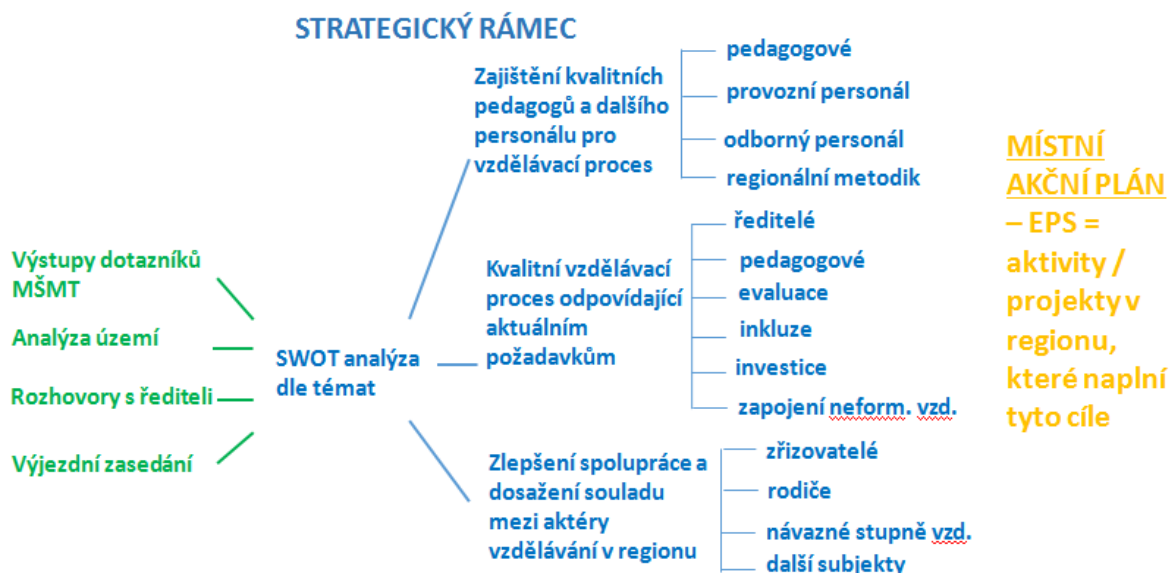 STRATEGICKÝ RÁMEC
Výstupy dotazníků
MŠMT
Analýza území
Rozhovory s řediteli
Výjezdní zasedání
SWOT analýza
dle témat
Zajištění kvalitních
pedagogů a dalšího
personálu pro
vzdělávací proces
pedagogové
provozní personál
odborný personál
regionální metodik
Kvalitní vzdělávací
proces odpovídající
aktuálním
požadavkům
ředitelé
pedagogové
evaluace
inkluze
investice
zapojení neform. vzd.
Zlepšení spolupráce a
dosažení souladu
mezi aktéry
vzdělávání v regionu
zřizovatelé
rodiče
návazné stupně vzd.
další subjekty
MÍSTNÍ
AKČNÍ PLÁN
– EPS =
aktivity /
projekty v
regionu,
které naplní
tyto cíle